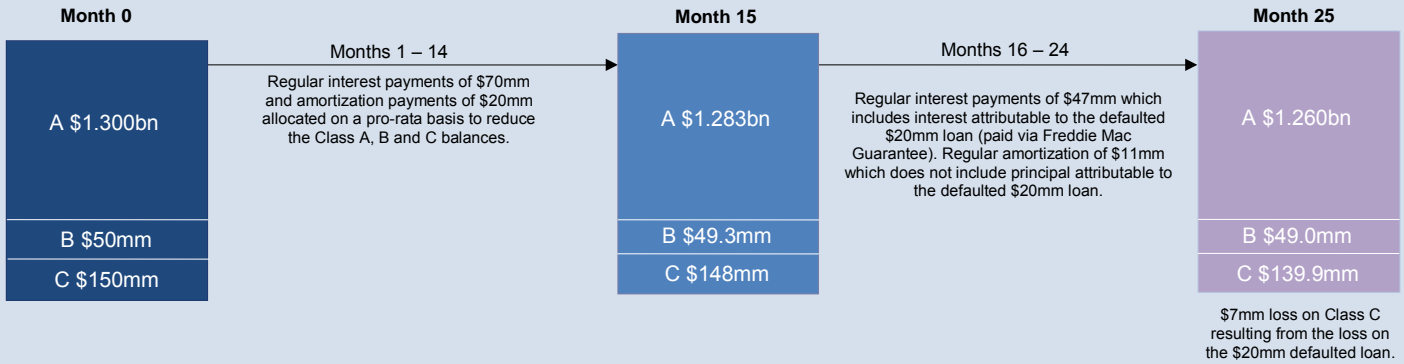 Month 0
A $1.300bn
B $50mm
C $150mm
Months 1 – 14
Regular interest payments of $70mm
and amortization payments of $20mm
allocated on a pro-rata basis to reduce
the Class A, B and C balances.
Month 15
A $1.283bn
B $49.3mm
C $148mm
Months 16 – 24
Regular interest payments of $47mm which
includes interest attributable to the defaulted
$20mm loan (paid via Freddie Mac
Guarantee). Regular amortization of $11mm
which does not include principal attributable to
the defaulted $20mm loan.
Month 25
A $1.260bn
B $49.0mm
C $139.9mm
$7mm loss on Class C
resulting from the loss on
the $20mm defaulted loan.